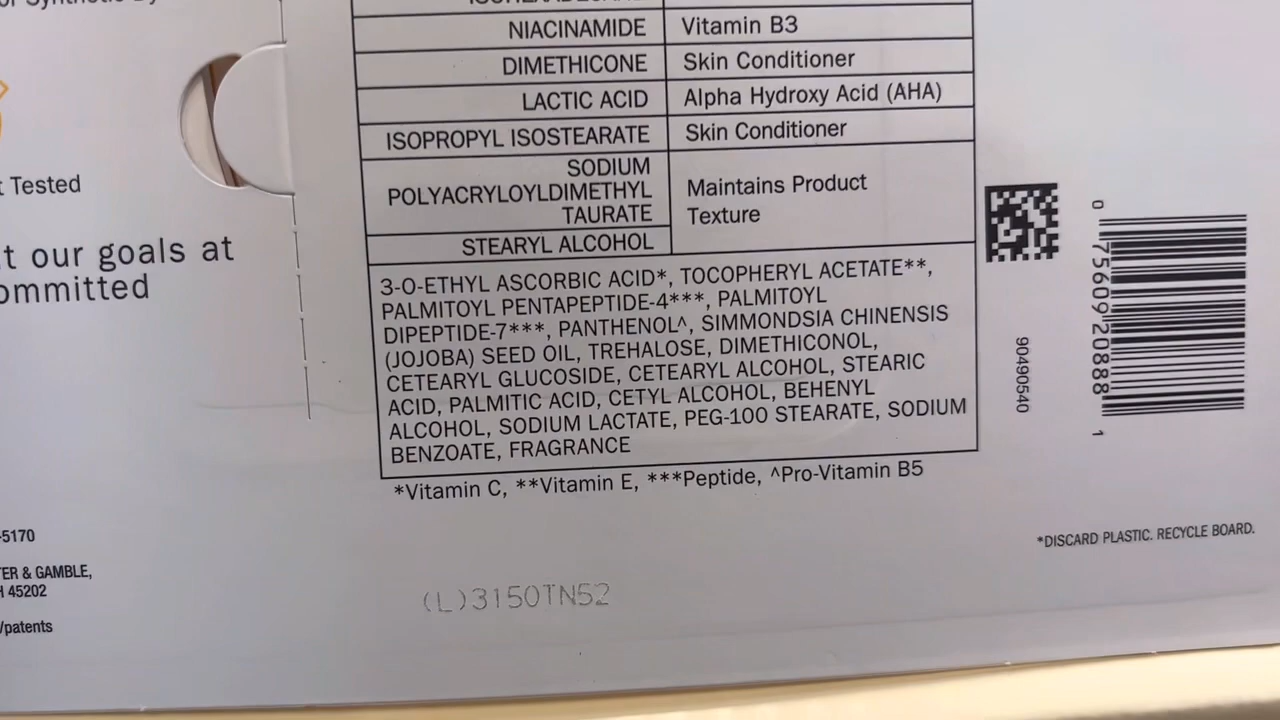 NIACINAMIDE Vitamin B3
DIMETHICONE Skin Conditioner
LACTIC ACID Alpha Hydroxy Acid (AHA)
ISOPROPYL ISOSTEARATE Skin Conditioner
SODIUM
POLYACRYLOYLDIMETHYL
TAURATE
Maintains Product
Texture
STEARYL ALCOHOL
3-O-ETHYL ASCORBIC ACID*, TOCOPHERYL ACETATE**,
PALMITOYL PENTAPEPTIDE-4***, PALMITOYL
DIPEPTIDE-7***, PANTHENOL^, SIMMONDSIA CHINENSIS
(JOJOBA) SEED OIL, TREHALOSE, DIMETHICONOL,
CETEARYL GLUCOSIDE, CETEARYL ALCOHOL, STEARIC
ACID, PALMITIC ACID, CETYL ALCOHOL, BEHENYL
ALCOHOL, SODIUM LACTATE, PEG-100 STEARATE, SODIUM
BENZOATE, FRAGRANCE
*Vitamin C, **Vitamin E, ***Peptide, ^Pro-Vitamin B5
Tested
our goals at
ommitted
-5170
ER & GAMBLE,
45202
/patents
(L)3150TN52
90490540
0 75609 20888 1
*DISCARD PLASTIC. RECYCLE BOARD.